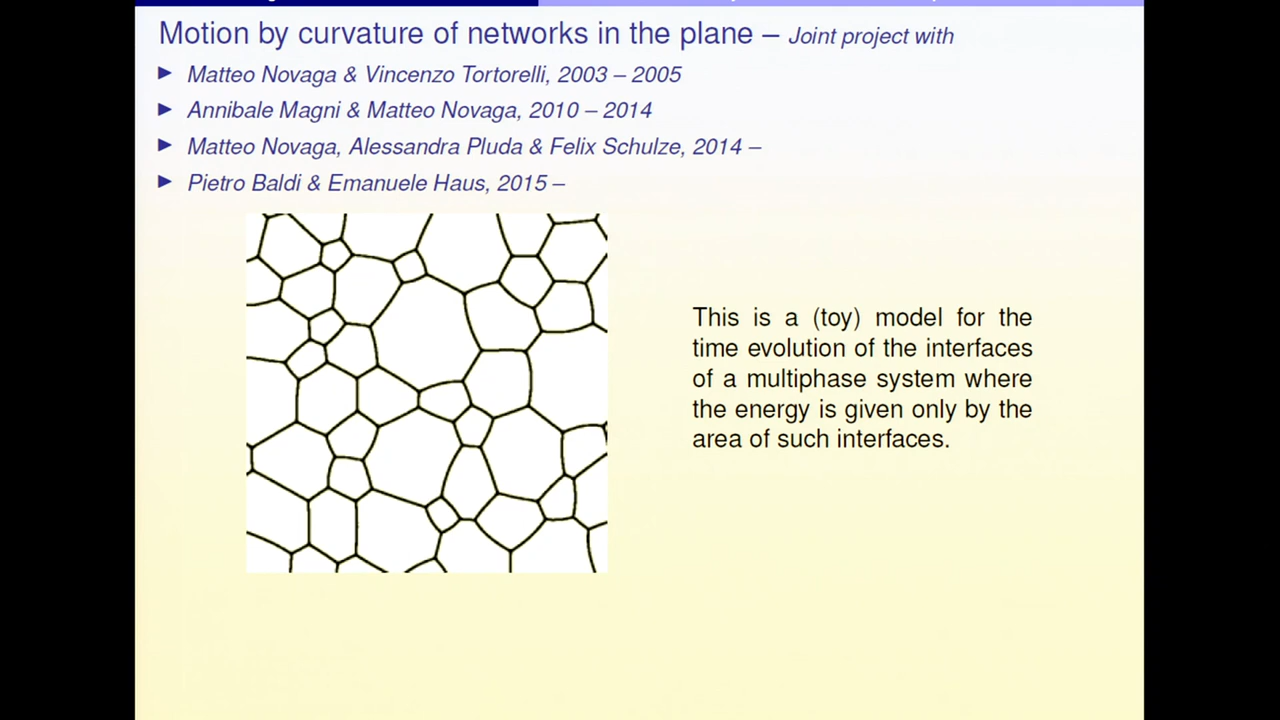 Motion by curvature of networks in the plane – Joint project with
► Matteo Novaga & Vincenzo Tortorelli, 2003 – 2005
► Annibale Magni & Matteo Novaga, 2010 – 2014
► Matteo Novaga, Alessandra Pluda & Felix Schulze, 2014 –
► Pietro Baldi & Emanuele Haus, 2015 –
This is a (toy) model for the
time evolution of the interfaces
of a multiphase system where
the energy is given only by the
area of such interfaces.